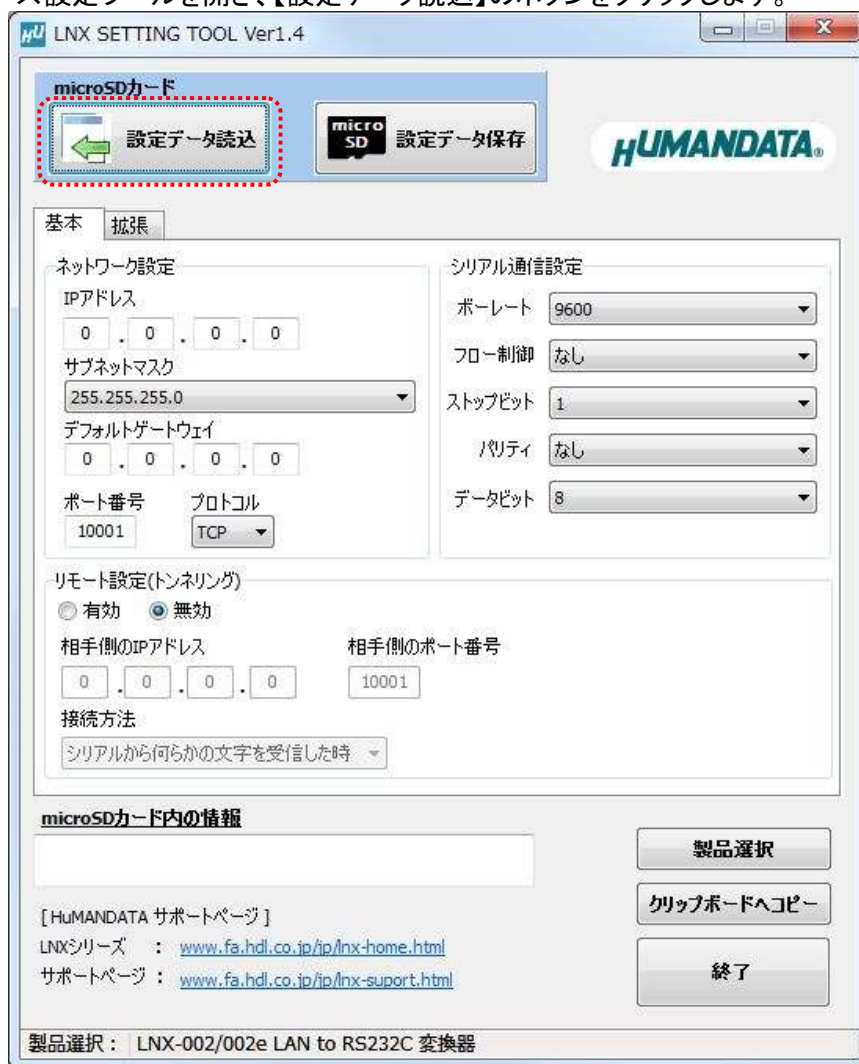 LNX SETTING TOOL Ver1.4
microSDカード
設定データ読込
micro SD 設定データ保存
HUMANDATA®
基本 拡張
ネットワーク設定
IPアドレス
0 . 0 . 0 . 0
サブネットマスク
255.255.255.0
デフォルトゲートウェイ
0 . 0 . 0 . 0
ポート番号 プロトコル
10001 TCP
シリアル通信設定
ボーレート 9600
フロー制御 なし
ストップビット 1
パリティ なし
データビット 8
リモート設定(トンネリング)
有効 無効
相手側のIPアドレス 相手側のポート番号
0 . 0 . 0 . 0 10001
接続方法
シリアルから何らかの文字を受信した時
microSDカード内の情報
製品選択
クリップボードへコピー
終了
[HuMANDATA サポートページ]
LNXシリーズ : www.fa.hdl.co.jp/jp/lnx-home.html
サポートページ : www.fa.hdl.co.jp/jp/lnx-suport.html
製品選択: LNX-002/002e LAN to RS232C 変換器